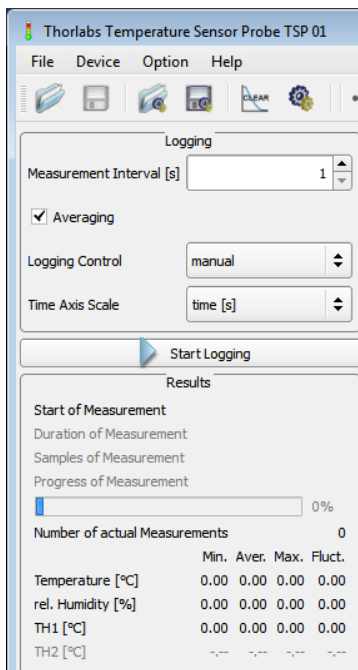 Thorlabs Temperature Sensor Probe TSP 01
File Device Option Help
CLEAR
Logging
Measurement Interval [s] 1
Averaging
Logging Control manual
Time Axis Scale time [s]
Start Logging
Results
Start of Measurement
Duration of Measurement
Samples of Measurement
Progress of Measurement
0%
Number of actual Measurements 0
Min. Aver. Max. Fluct.
Temperature [°C] 0.00 0.00 0.00 0.00
rel. Humidity [%] 0.00 0.00 0.00 0.00
TH1 [°C] 0.00 0.00 0.00 0.00
TH2 [°C] -,-- -,-- -,-- -,--